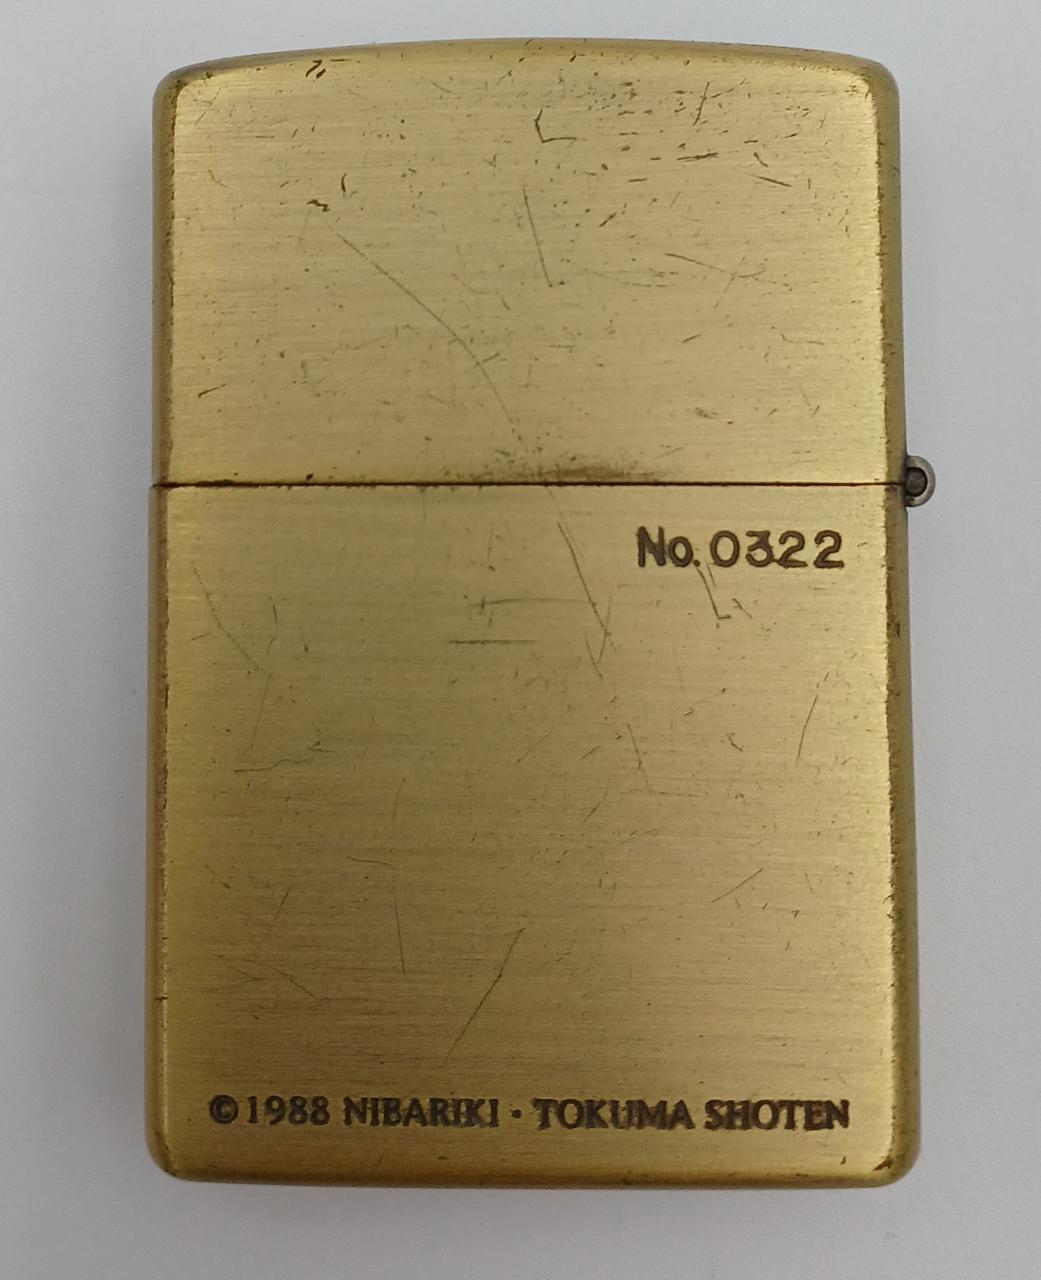 No. 0322
©1988 NIBARIKI · TOKUMA SHOTEN